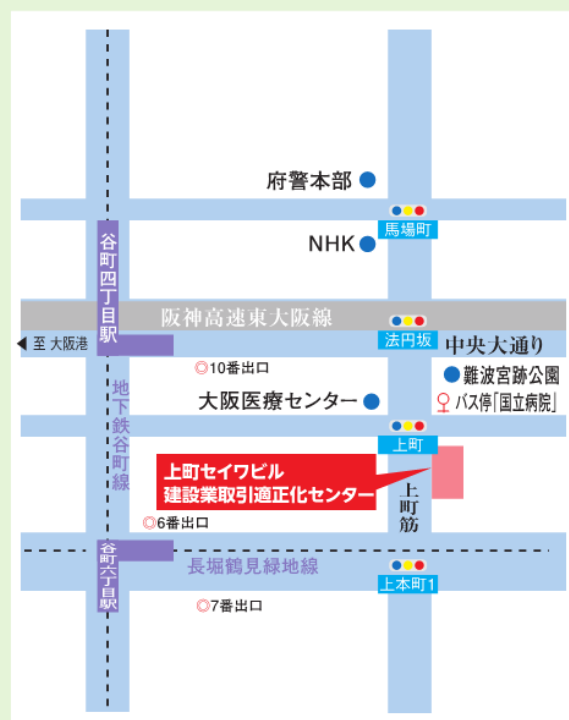 府警本部
馬場町
谷町四丁目駅
NHK
阪神高速東大阪線
法円坂
中央大通り
至 大阪港
◎10番出口
難波宮跡公園
バス停「国立病院」
大阪医療センター
地下鉄谷町線
上町
上町セイワビル
建設業取引適正化センター
上町筋
◎6番出口
谷町六丁目駅
長堀鶴見緑地線
上本町1
◎7番出口